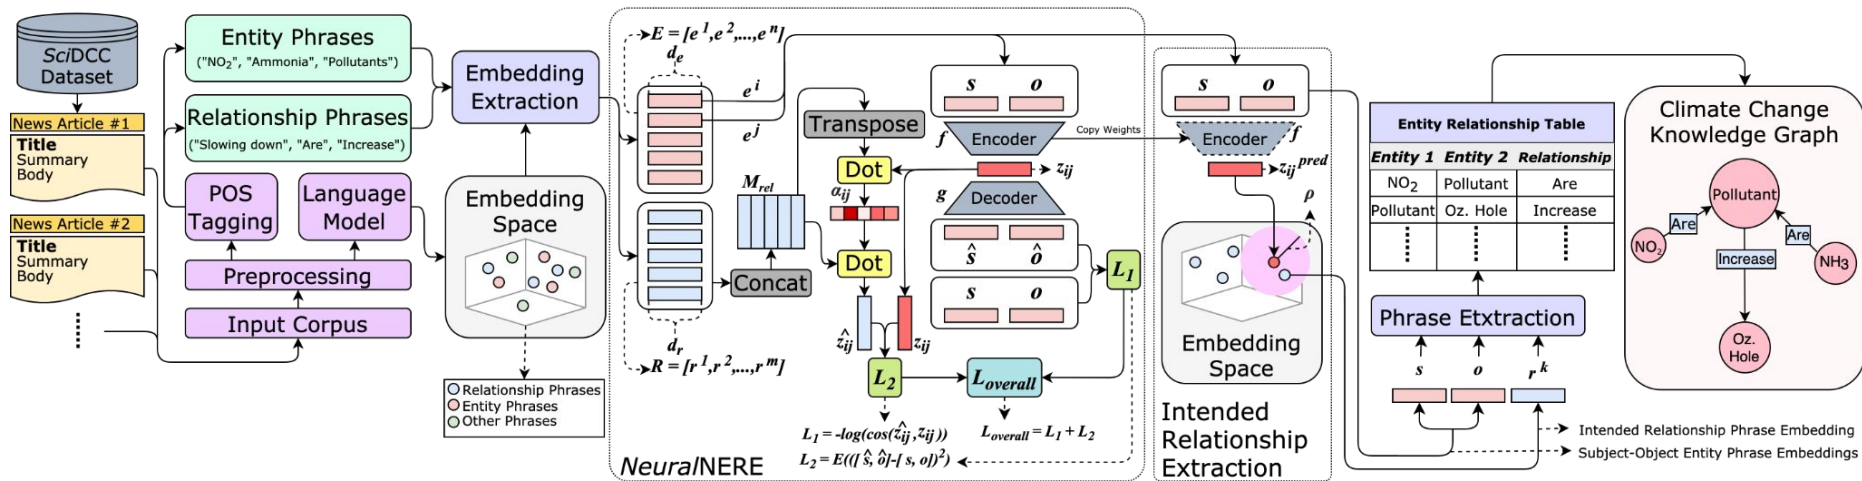 SciDCC
Dataset
News Article #1
Title
Summary
Body
News Article #2
Title
Summary
Body
Entity Phrases
("NO2", "Ammonia", "Pollutants")
Relationship Phrases
("Slowing down", "Are", "Increase")
POS
Tagging
Language
Model
Preprocessing
Input Corpus
Embedding
Extraction
Embedding
Space
Relationship Phrases
Entity Phrases
Other Phrases
E = [e1,e2,...,en]
de
ei
ej
Mrel
Concat
dr
R = [r1,r2,...,rm]
Transpose
Dot
αij
Dot
ẑij
zij
L2
Loverall
L1 = -log(cos(ẑij, zij))
L2 = E(([ ŝ, ô]-[ s, o])2)
Loverall = L1 + L2
NeuralNERE
s o
f Encoder
zij
g Decoder
ŝ ô
s o
L1
Copy Weights
s o
Encoder f
zijpred
ρ
Embedding
Space
Intended
Relationship
Extraction
Entity Relationship Table
Entity 1 Entity 2 Relationship
NO2 Pollutant Are
Pollutant Oz. Hole Increase
Phrase Etxtraction
s o rk
Intended Relationship Phrase Embedding
Subject-Object Entity Phrase Embeddings
Climate Change
Knowledge Graph
Pollutant
Are
Are
NO2
NH3
Increase
Oz.
Hole